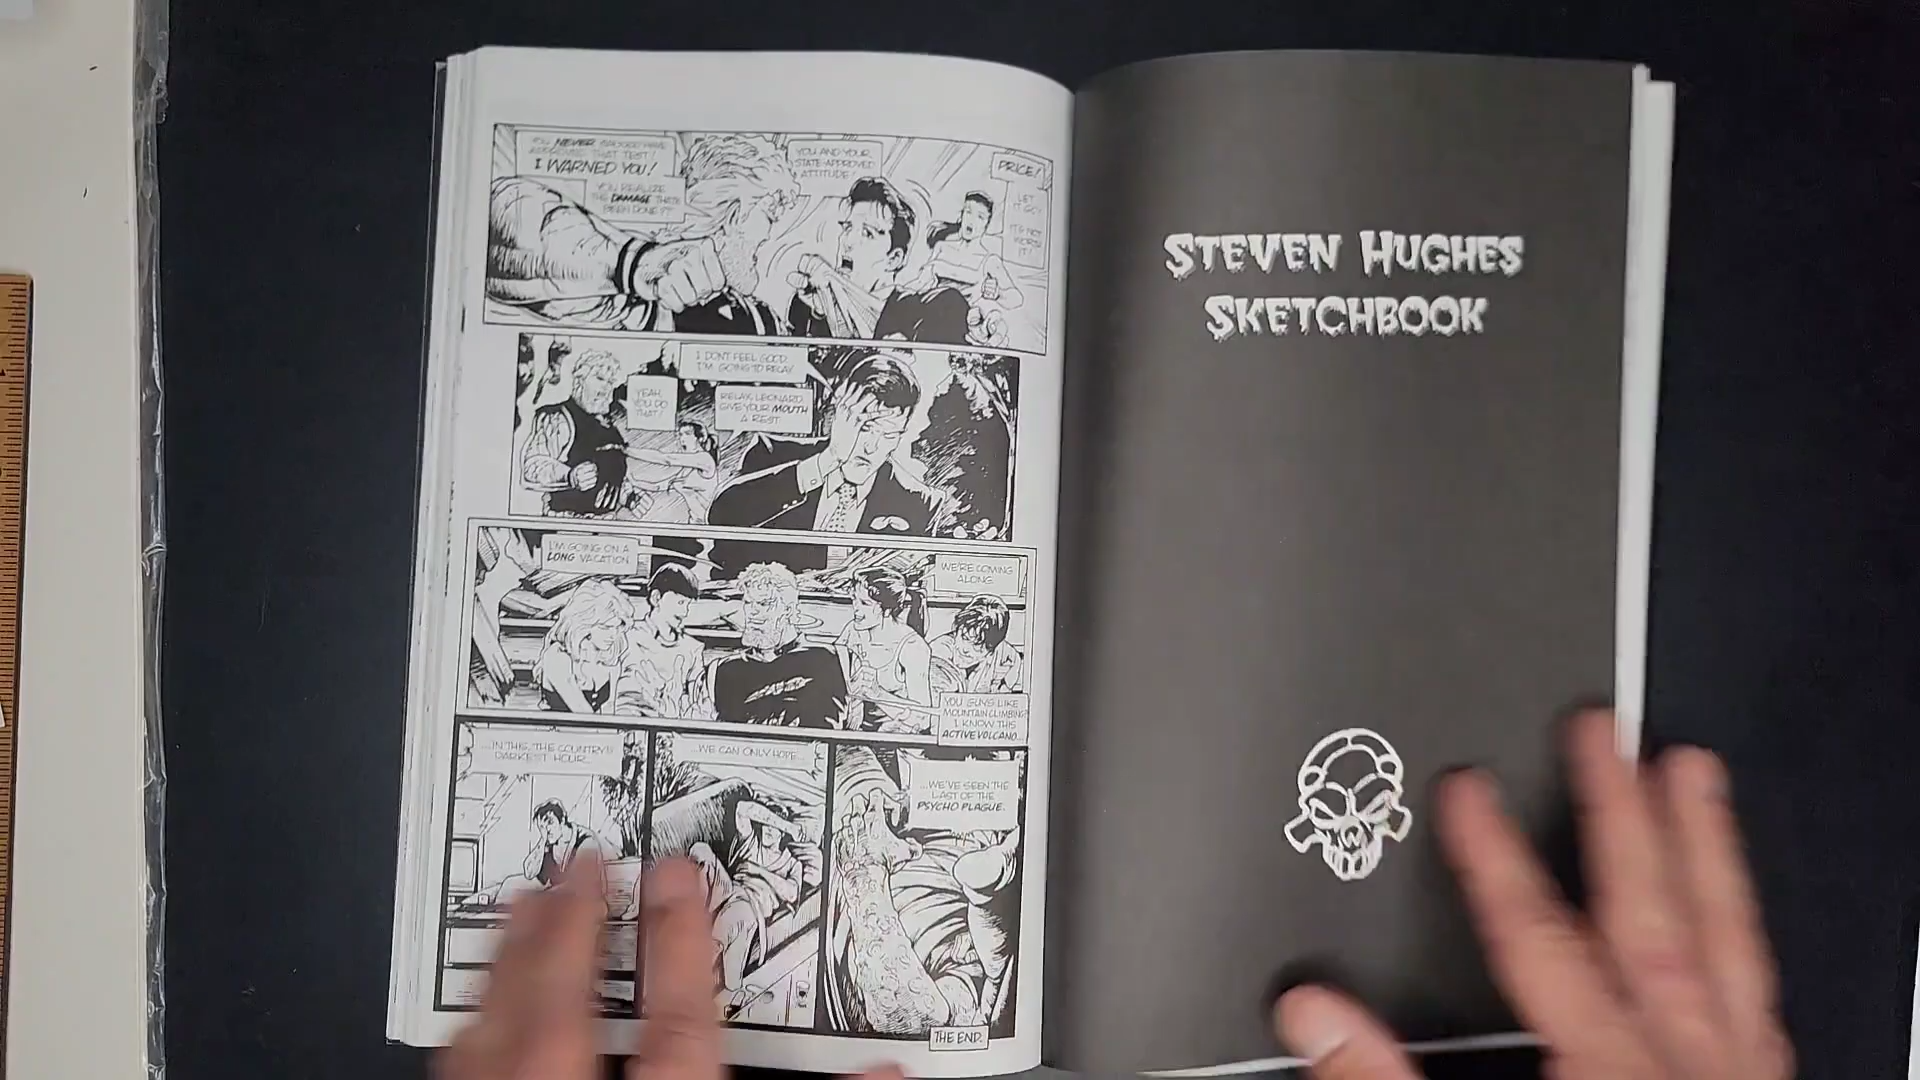 YOU NEVER SHOULD HAVE
APPROVED THAT TEST!
I WARNED YOU!
YOU REALIZE
THE DAMAGE THAT'S
BEEN DONE?!
YOU AND YOUR
STATE-APPROVED
ATTITUDE!
PRICE!
LET
IT GO!
IT'S NOT
WORTH
IT!
I DON'T FEEL GOOD.
I'M GOING TO RELAX.
YEAH,
YOU DO
THAT!
RELAX, LEONARD.
GIVE YOUR MOUTH
A REST.
I'M GOING ON A
LONG VACATION.
WE'RE COMING
ALONG.
YOU GUYS LIKE
MOUNTAIN CLIMBING?
I KNOW THIS
ACTIVE VOLCANO...
...IN THIS, THE COUNTRY'S
DARKEST HOUR...
...WE CAN ONLY HOPE...
...WE'VE SEEN THE
LAST OF THE
PSYCHO PLAGUE.
THE END.
STEVEN HUGHES
SKETCHBOOK